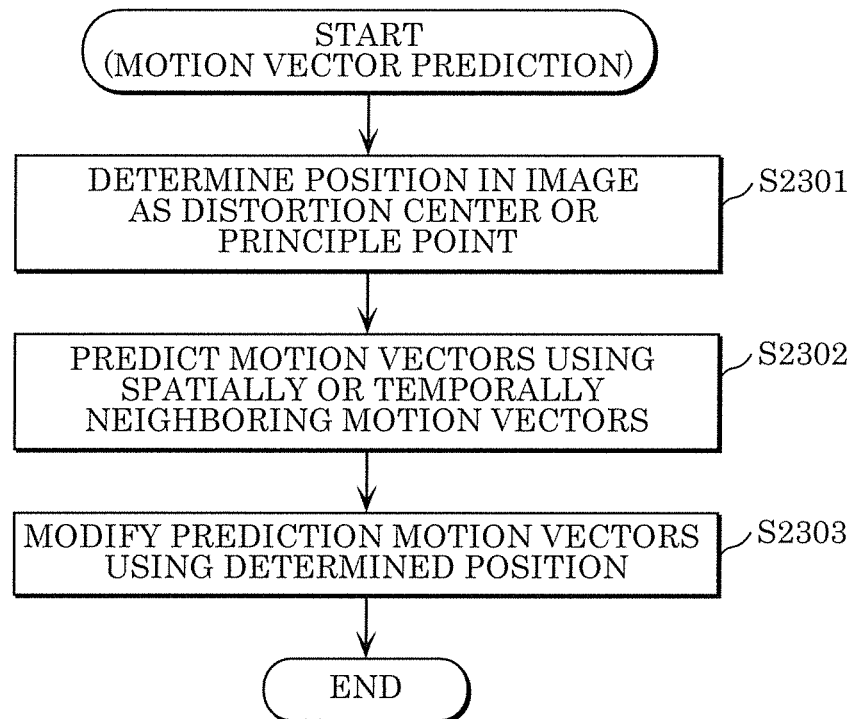 START
(MOTION VECTOR PREDICTION)
DETERMINE POSITION IN IMAGE
AS DISTORTION CENTER OR
PRINCIPLE POINT
S2301
PREDICT MOTION VECTORS USING
SPATIALLY OR TEMPORALLY
NEIGHBORING MOTION VECTORS
S2302
MODIFY PREDICTION MOTION VECTORS
USING DETERMINED POSITION
S2303
END